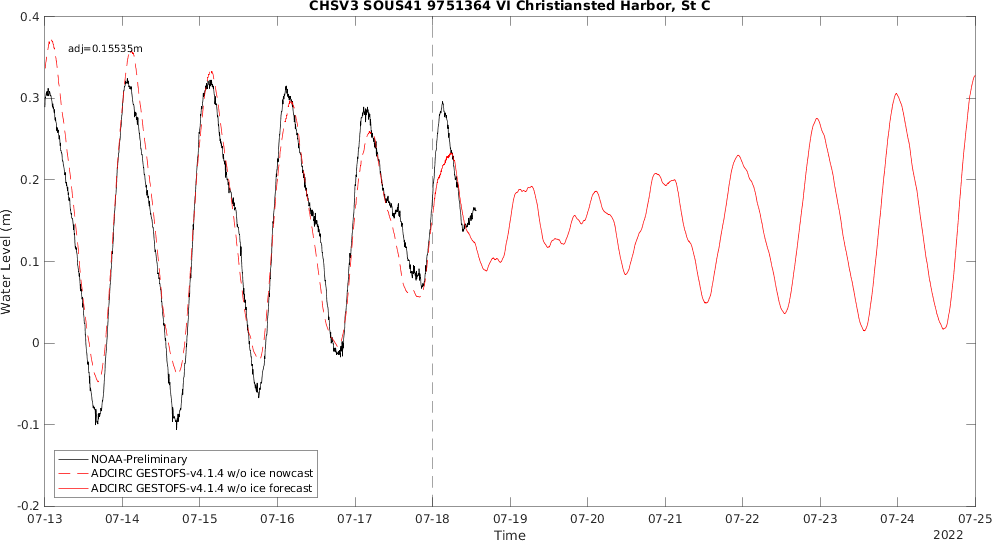 CHSV3 SOUS41 9751364 VI Christiansted Harbor, St C
adj=0.15535m
0.4
0.3
0.2
0.1
0
-0.1
-0.2
Water Level (m)
NOAA-Preliminary
ADCIRC GESTOFS-v4.1.4 w/o ice nowcast
ADCIRC GESTOFS-v4.1.4 w/o ice forecast
07-13 07-14 07-15 07-16 07-17 07-18 07-19 07-20 07-21 07-22 07-23 07-24 07-25
Time
2022